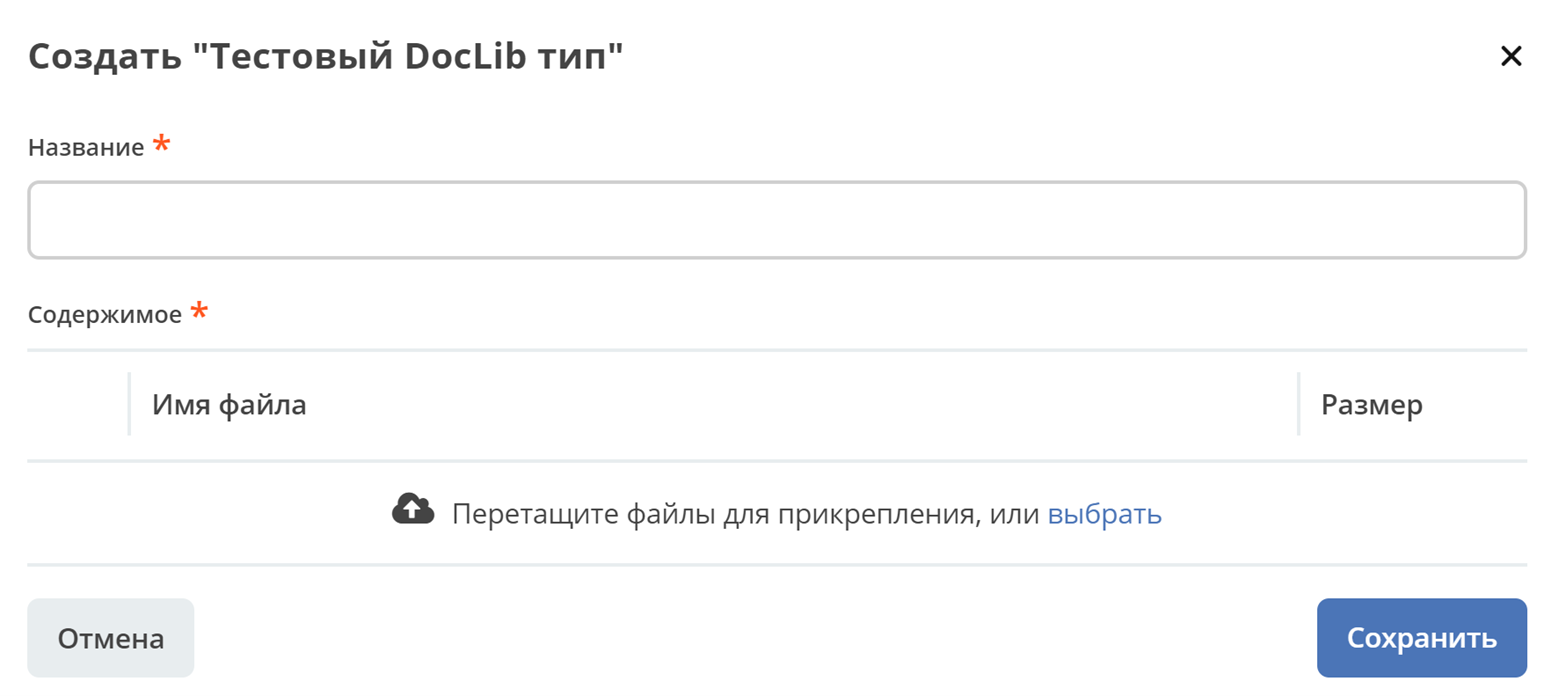 Создать "Тестовый DocLib тип"
Название *
Содержимое *
Имя файла Размер
Перетащите файлы для прикрепления, или выбрать
Отмена Сохранить